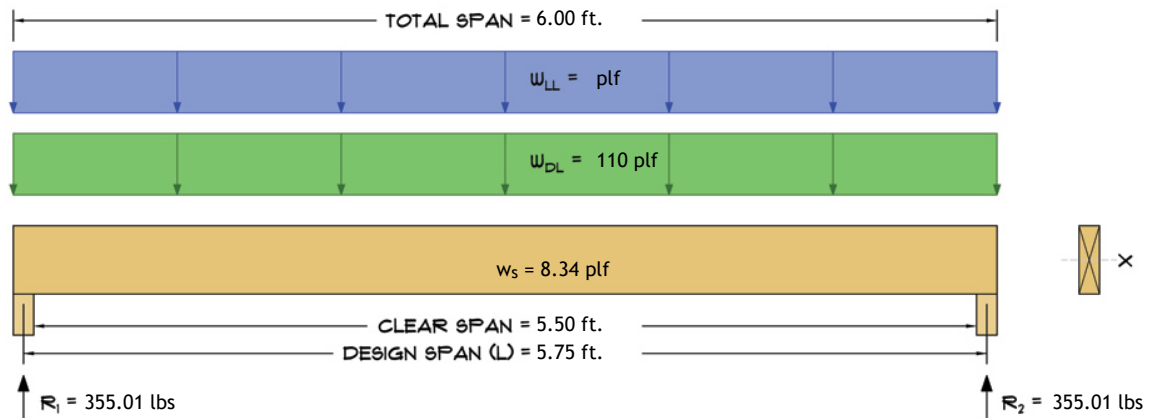 TOTAL SPAN = 6.00 ft.
WLL = plf
WDL = 110 plf
ws = 8.34 plf
X
CLEAR SPAN = 5.50 ft.
DESIGN SPAN (L) = 5.75 ft.
R1 = 355.01 lbs
R2 = 355.01 lbs